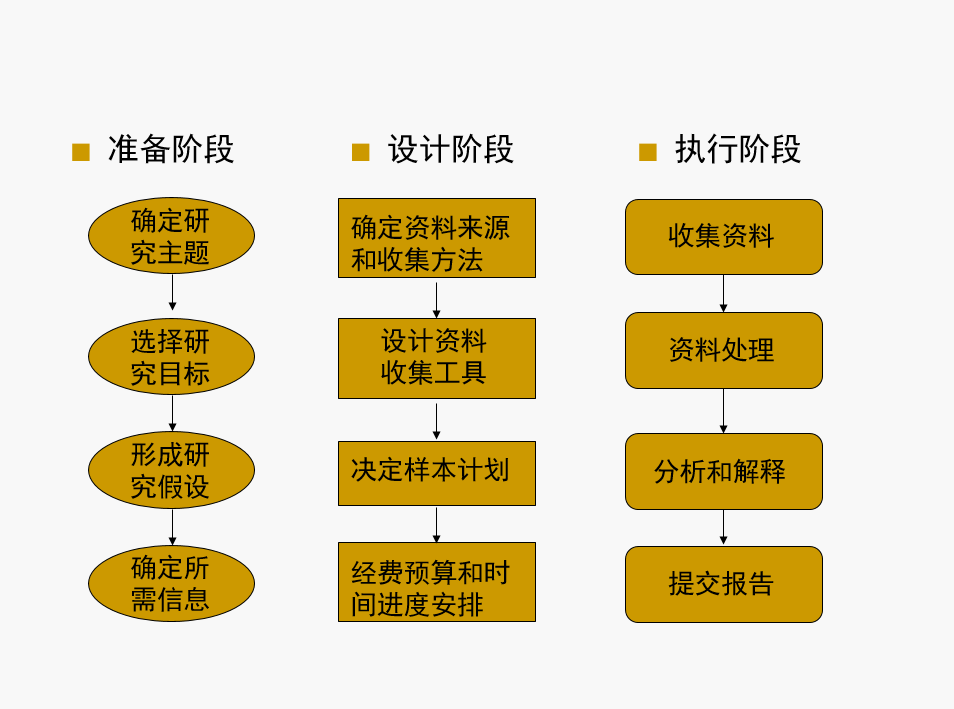 准备阶段
确定研
究主题
选择研
究目标
形成研
究假设
确定所
需信息
设计阶段
确定资料来源
和收集方法
设计资料
收集工具
决定样本计划
经费预算和时
间进度安排
执行阶段
收集资料
资料处理
分析和解释
提交报告